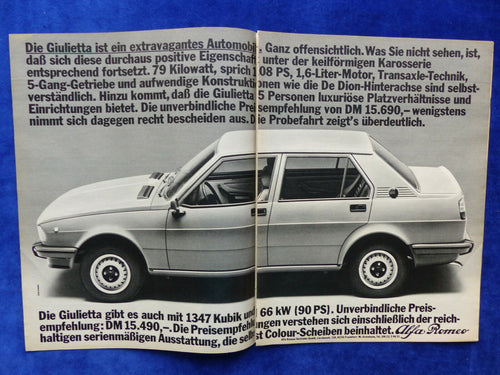 Die Giulietta ist ein extravagantes Automobil. Ganz offensichtlich. Was Sie nicht sehen, ist,
daß sich diese durchaus positive Eigenschaft unter der keilförmigen Karosserie
entsprechend fortsetzt. 79 Kilowatt, sprich 108 PS, 1,6-Liter-Motor, Transaxle-Technik,
5-Gang-Getriebe und aufwendige Konstruktionen wie die De Dion-Hinterachse sind selbst-
verständlich. Hinzu kommt, daß die Giulietta 5 Personen luxuriöse Platzverhältnisse und
Einrichtungen bietet. Die unverbindliche Preisempfehlung von DM 15.690,- wenigstens
nimmt sich dagegen recht bescheiden aus. Die Probefahrt zeigt's überdeutlich.
Die Giulietta gibt es auch mit 1347 Kubik und 66 kW (90 PS). Unverbindliche Preis-
empfehlung: DM 15.490,-. Die Preisempfehlungen verstehen sich einschließlich der reich-
haltigen serienmäßigen Ausstattung, die selbst Colour-Scheiben beinhaltet. Alfa Romeo